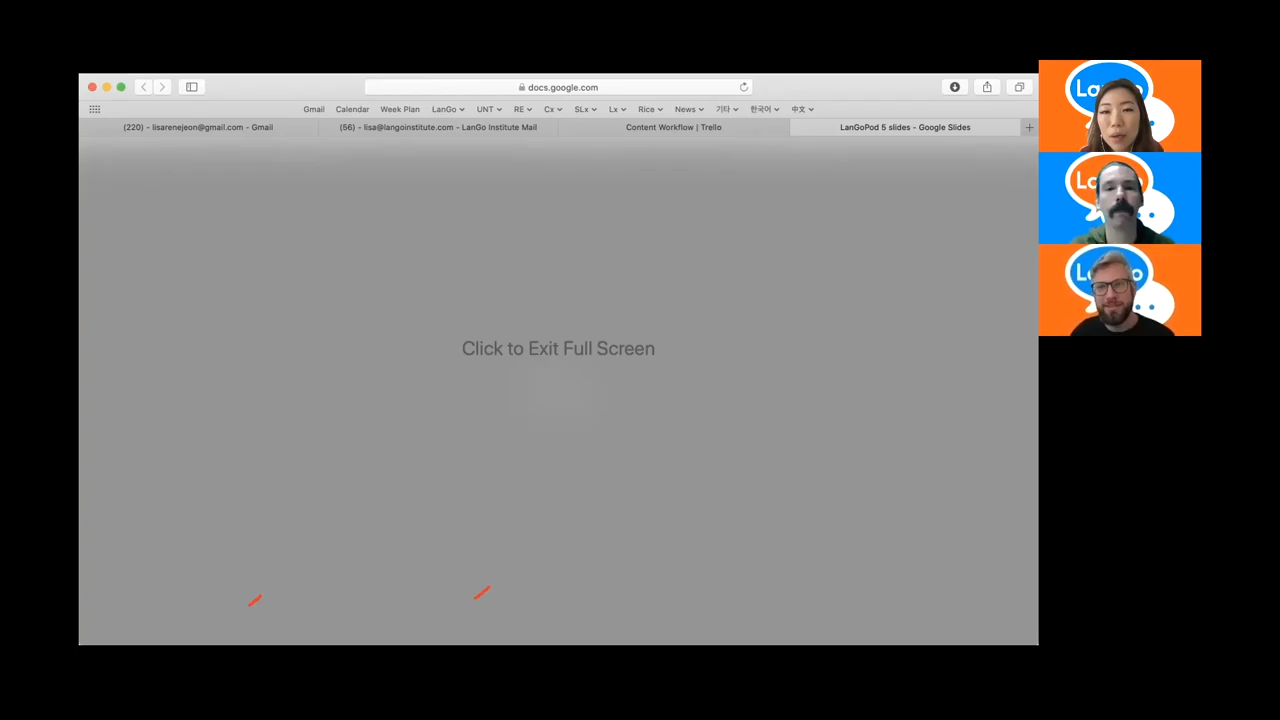 docs.google.com
Gmail Calendar Week Plan LanGo UNT RE Cx SLx Lx Rice News 기타 한국어 中文
(220) - lisarenejeon@gmail.com - Gmail
(56) - lisa@langoinstitute.com - LanGo Institute Mail
Content Workflow | Trello
LanGoPod 5 slides - Google Slides
Click to Exit Full Screen